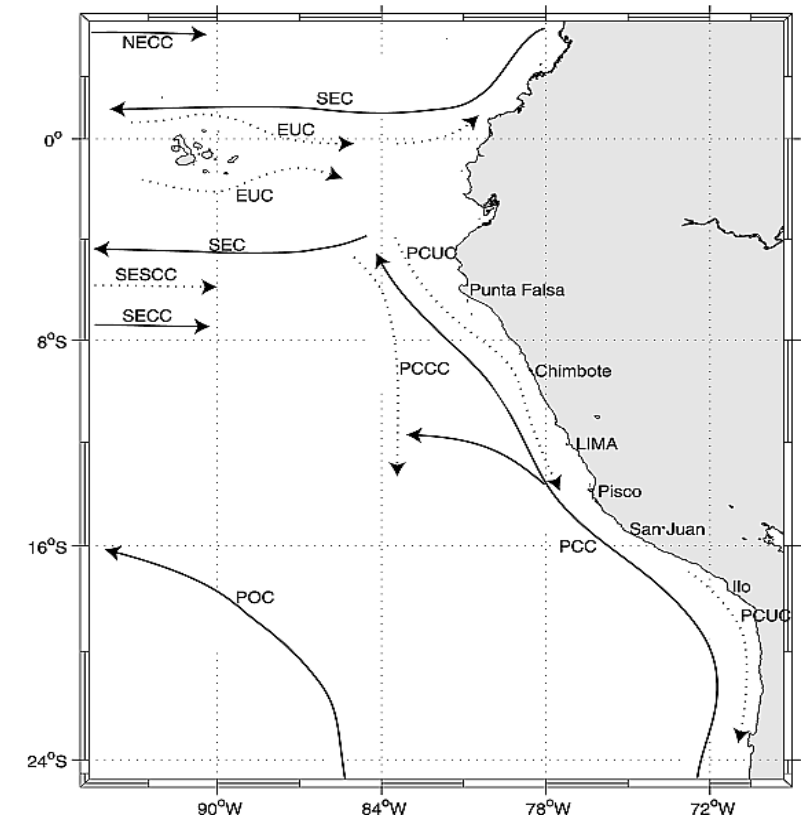 NECC
SEC
EUC
0°
EUC
SEC
PCUC
SESCC
Punta Falsa
SECC
8°S
PCCC
Chimbote
LIMA
Pisco
San Juan
16°S
PCC
Ilo
POC
PCUC
24°S
90°W
84°W
78°W
72°W